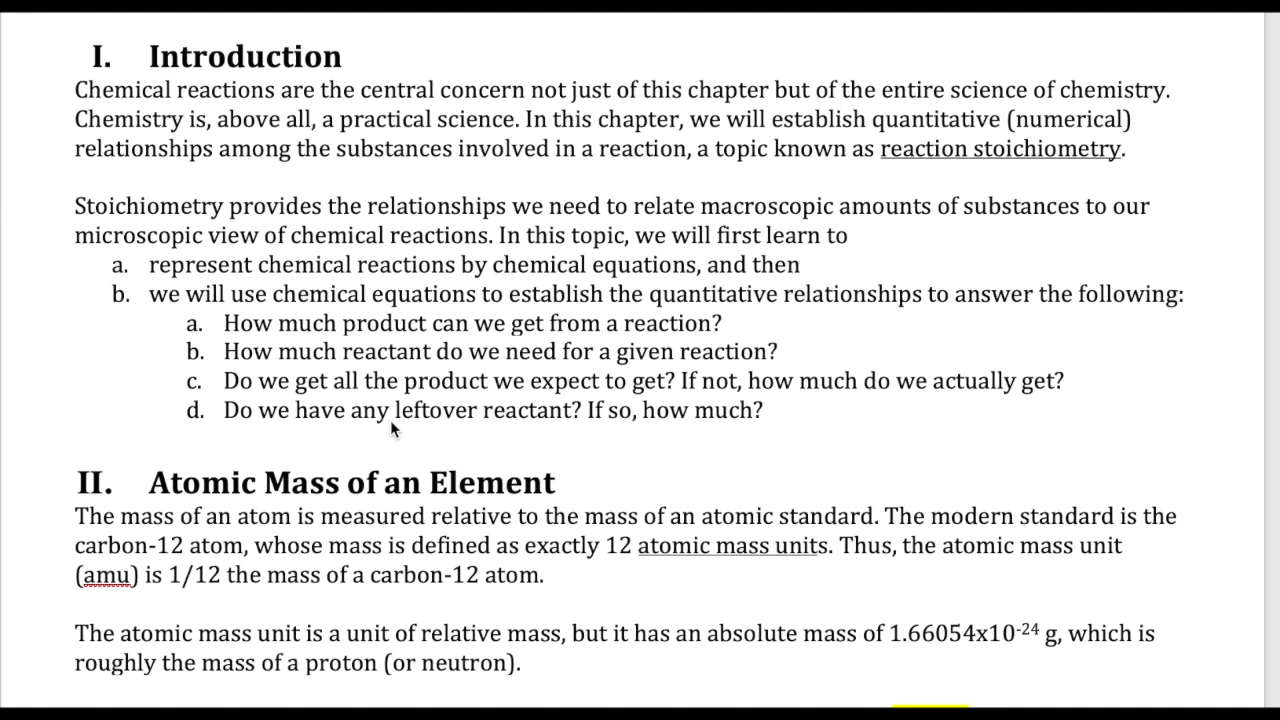 I. Introduction
Chemical reactions are the central concern not just of this chapter but of the entire science of chemistry.
Chemistry is, above all, a practical science. In this chapter, we will establish quantitative (numerical)
relationships among the substances involved in a reaction, a topic known as reaction stoichiometry.
Stoichiometry provides the relationships we need to relate macroscopic amounts of substances to our
microscopic view of chemical reactions. In this topic, we will first learn to
a. represent chemical reactions by chemical equations, and then
b. we will use chemical equations to establish the quantitative relationships to answer the following:
a. How much product can we get from a reaction?
b. How much reactant do we need for a given reaction?
c. Do we get all the product we expect to get? If not, how much do we actually get?
d. Do we have any leftover reactant? If so, how much?
II. Atomic Mass of an Element
The mass of an atom is measured relative to the mass of an atomic standard. The modern standard is the
carbon-12 atom, whose mass is defined as exactly 12 atomic mass units. Thus, the atomic mass unit
(amu) is 1/12 the mass of a carbon-12 atom.
The atomic mass unit is a unit of relative mass, but it has an absolute mass of 1.66054x10⁻²⁴ g, which is
roughly the mass of a proton (or neutron).